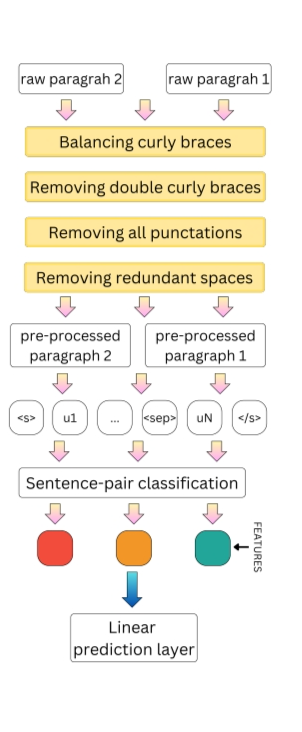 raw paragrah 2
raw paragrah 1
Balancing curly braces
Removing double curly braces
Removing all punctations
Removing redundant spaces
pre-processed
paragraph 2
pre-processed
paragraph 1
<s>
u1
...
<sep>
uN
</s>
Sentence-pair classification
FEATURES
Linear
prediction layer